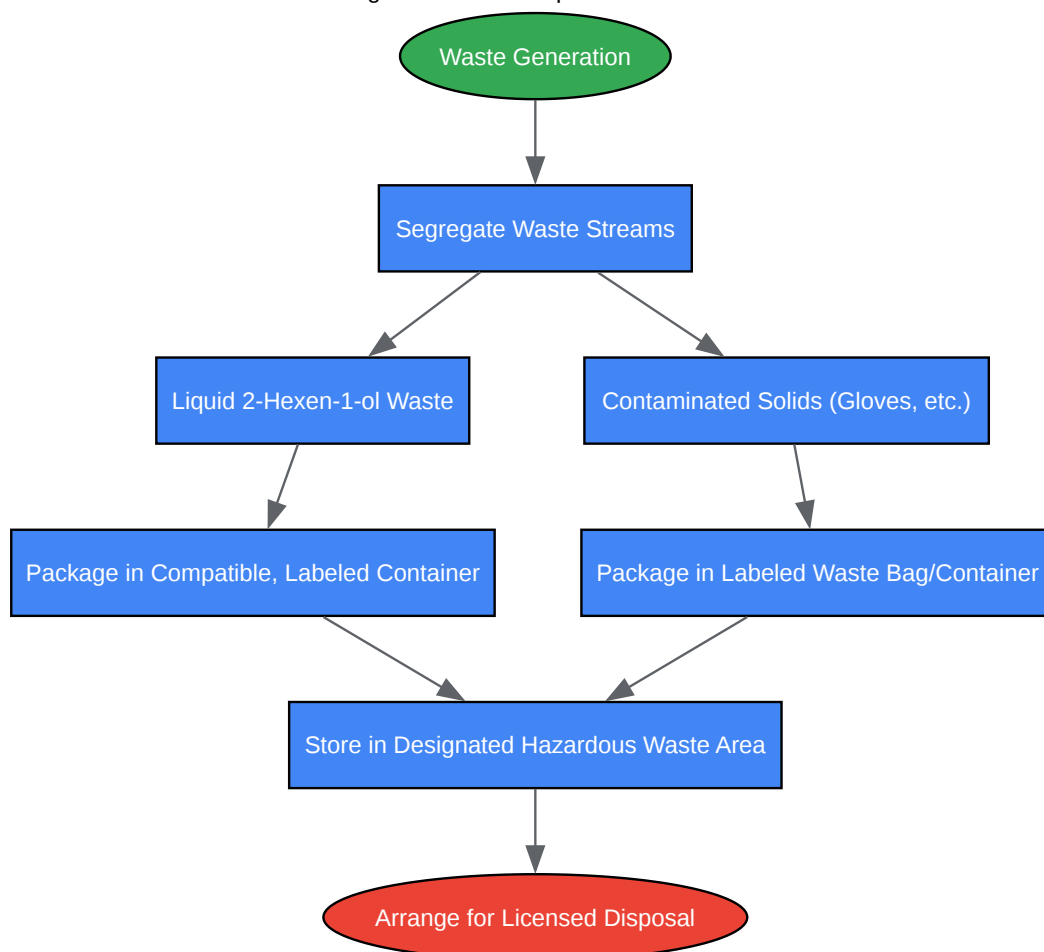 Waste Generation
Segregate Waste Streams
Liquid 2-Hexen-1-ol Waste
Contaminated Solids (Gloves, etc.)
Package in Compatible, Labeled Container
Package in Labeled Waste Bag/Container
Store in Designated Hazardous Waste Area
Arrange for Licensed Disposal